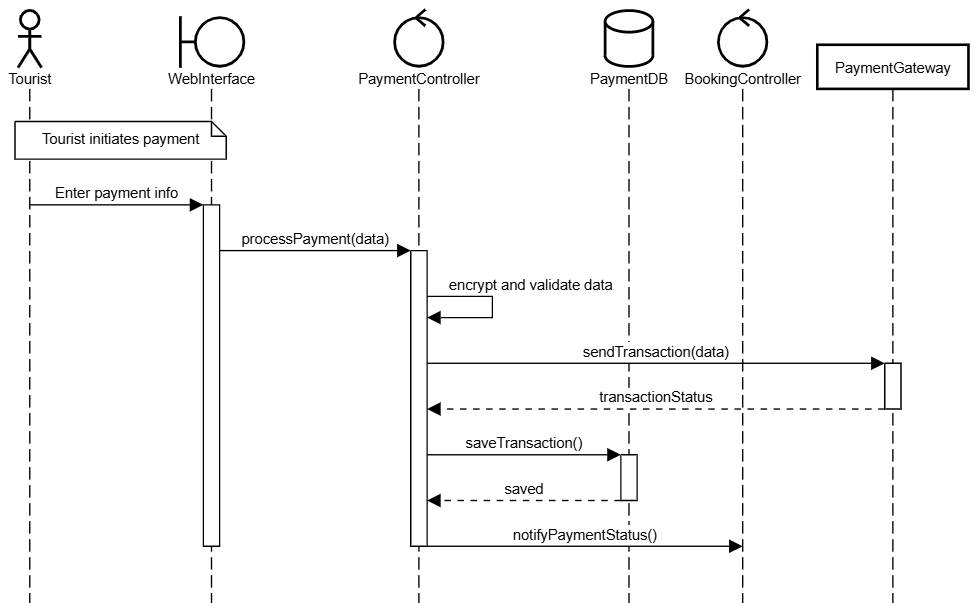 Tourist
WebInterface
PaymentController
PaymentDB
BookingController
PaymentGateway
Tourist initiates payment
Enter payment info
processPayment(data)
encrypt and validate data
sendTransaction(data)
transactionStatus
saveTransaction()
saved
notifyPaymentStatus()